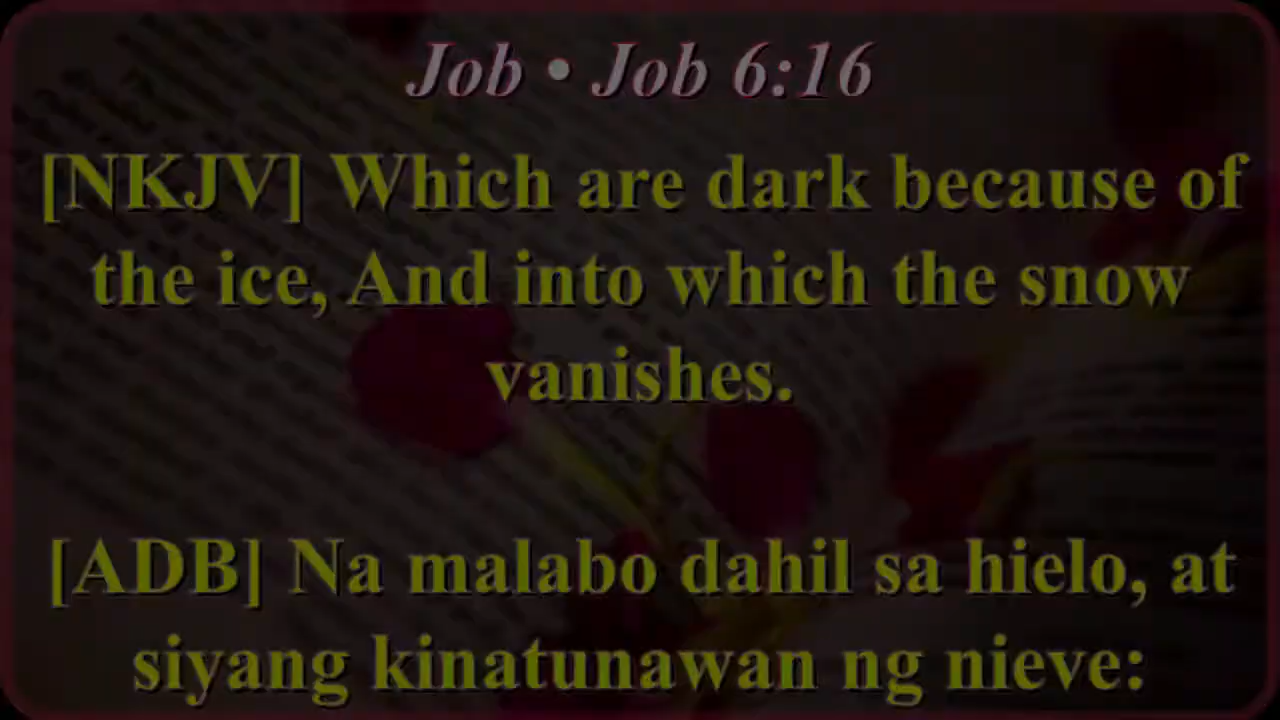 Job • Job 6:16
[NKJV] Which are dark because of
the ice, And into which the snow
vanishes.
[ADB] Na malabo dahil sa hielo, at
siyang kinatunawan ng nieve: